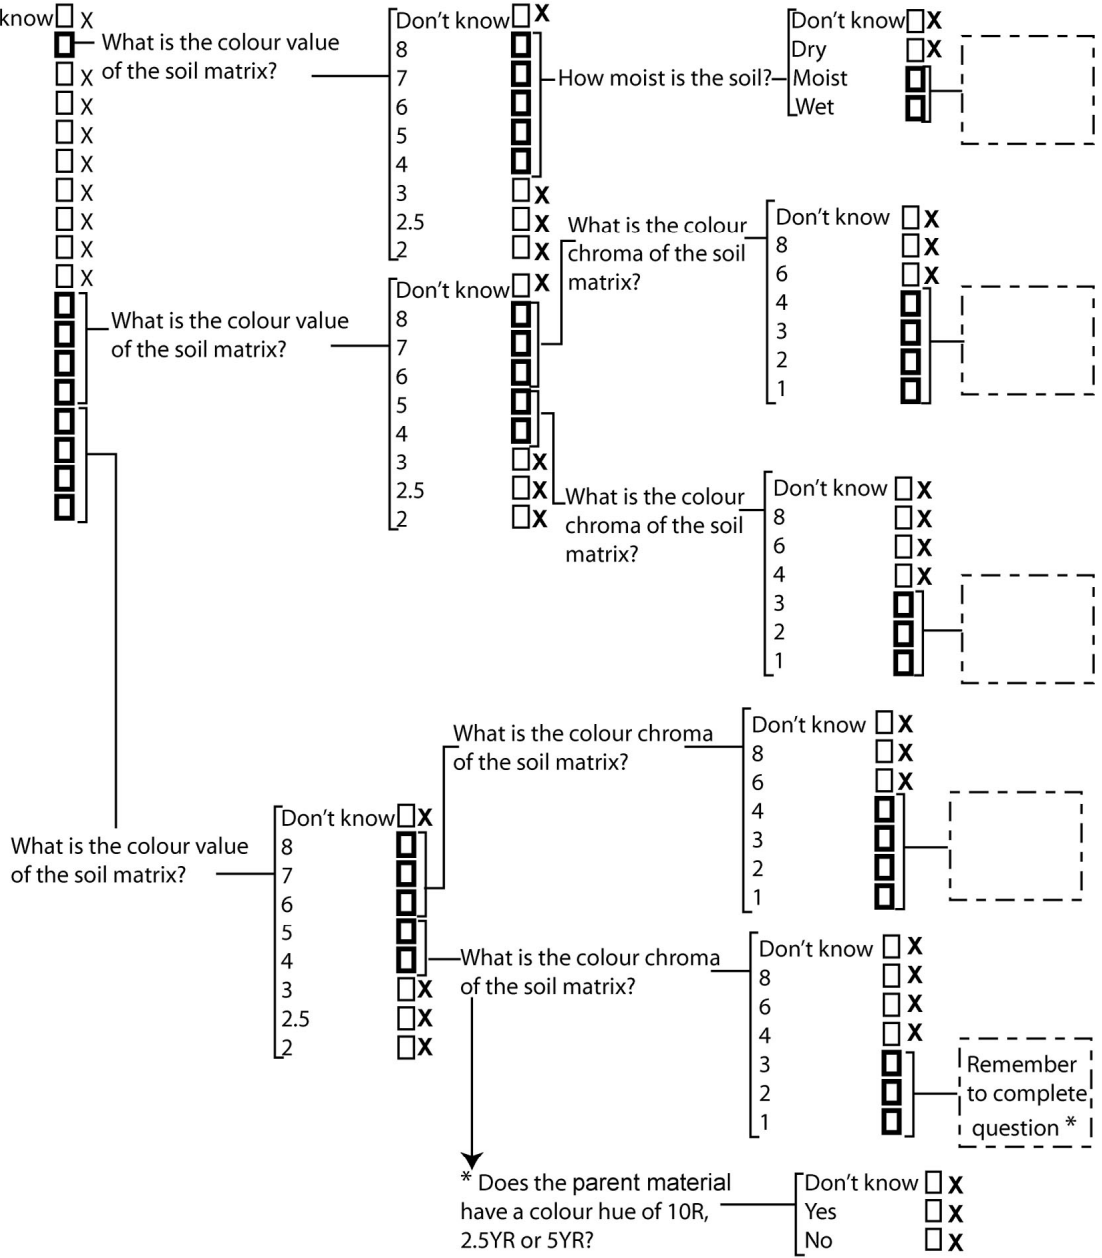 know X
What is the colour value
of the soil matrix?
X
X
X
X
X
X
X
X
Don't know X
8
7
6
5
4
3 X
2.5 X
2 X
How moist is the soil?
Don't know X
Dry X
Moist
Wet
What is the colour value
of the soil matrix?
Don't know X
8
7
6
5
4
3 X
2.5 X
2 X
What is the colour
chroma of the soil
matrix?
Don't know X
8 X
6 X
4
3
2
1
What is the colour
chroma of the soil
matrix?
Don't know X
8 X
6 X
4 X
3
2
1
What is the colour value
of the soil matrix?
Don't know X
8
7
6
5
4
3 X
2.5 X
2 X
What is the colour chroma
of the soil matrix?
Don't know X
8 X
6 X
4
3
2
1
What is the colour chroma
of the soil matrix?
Don't know X
8 X
6 X
4 X
3
2
1
Remember
to complete
question *
* Does the parent material
have a colour hue of 10R,
2.5YR or 5YR?
Don't know X
Yes X
No X